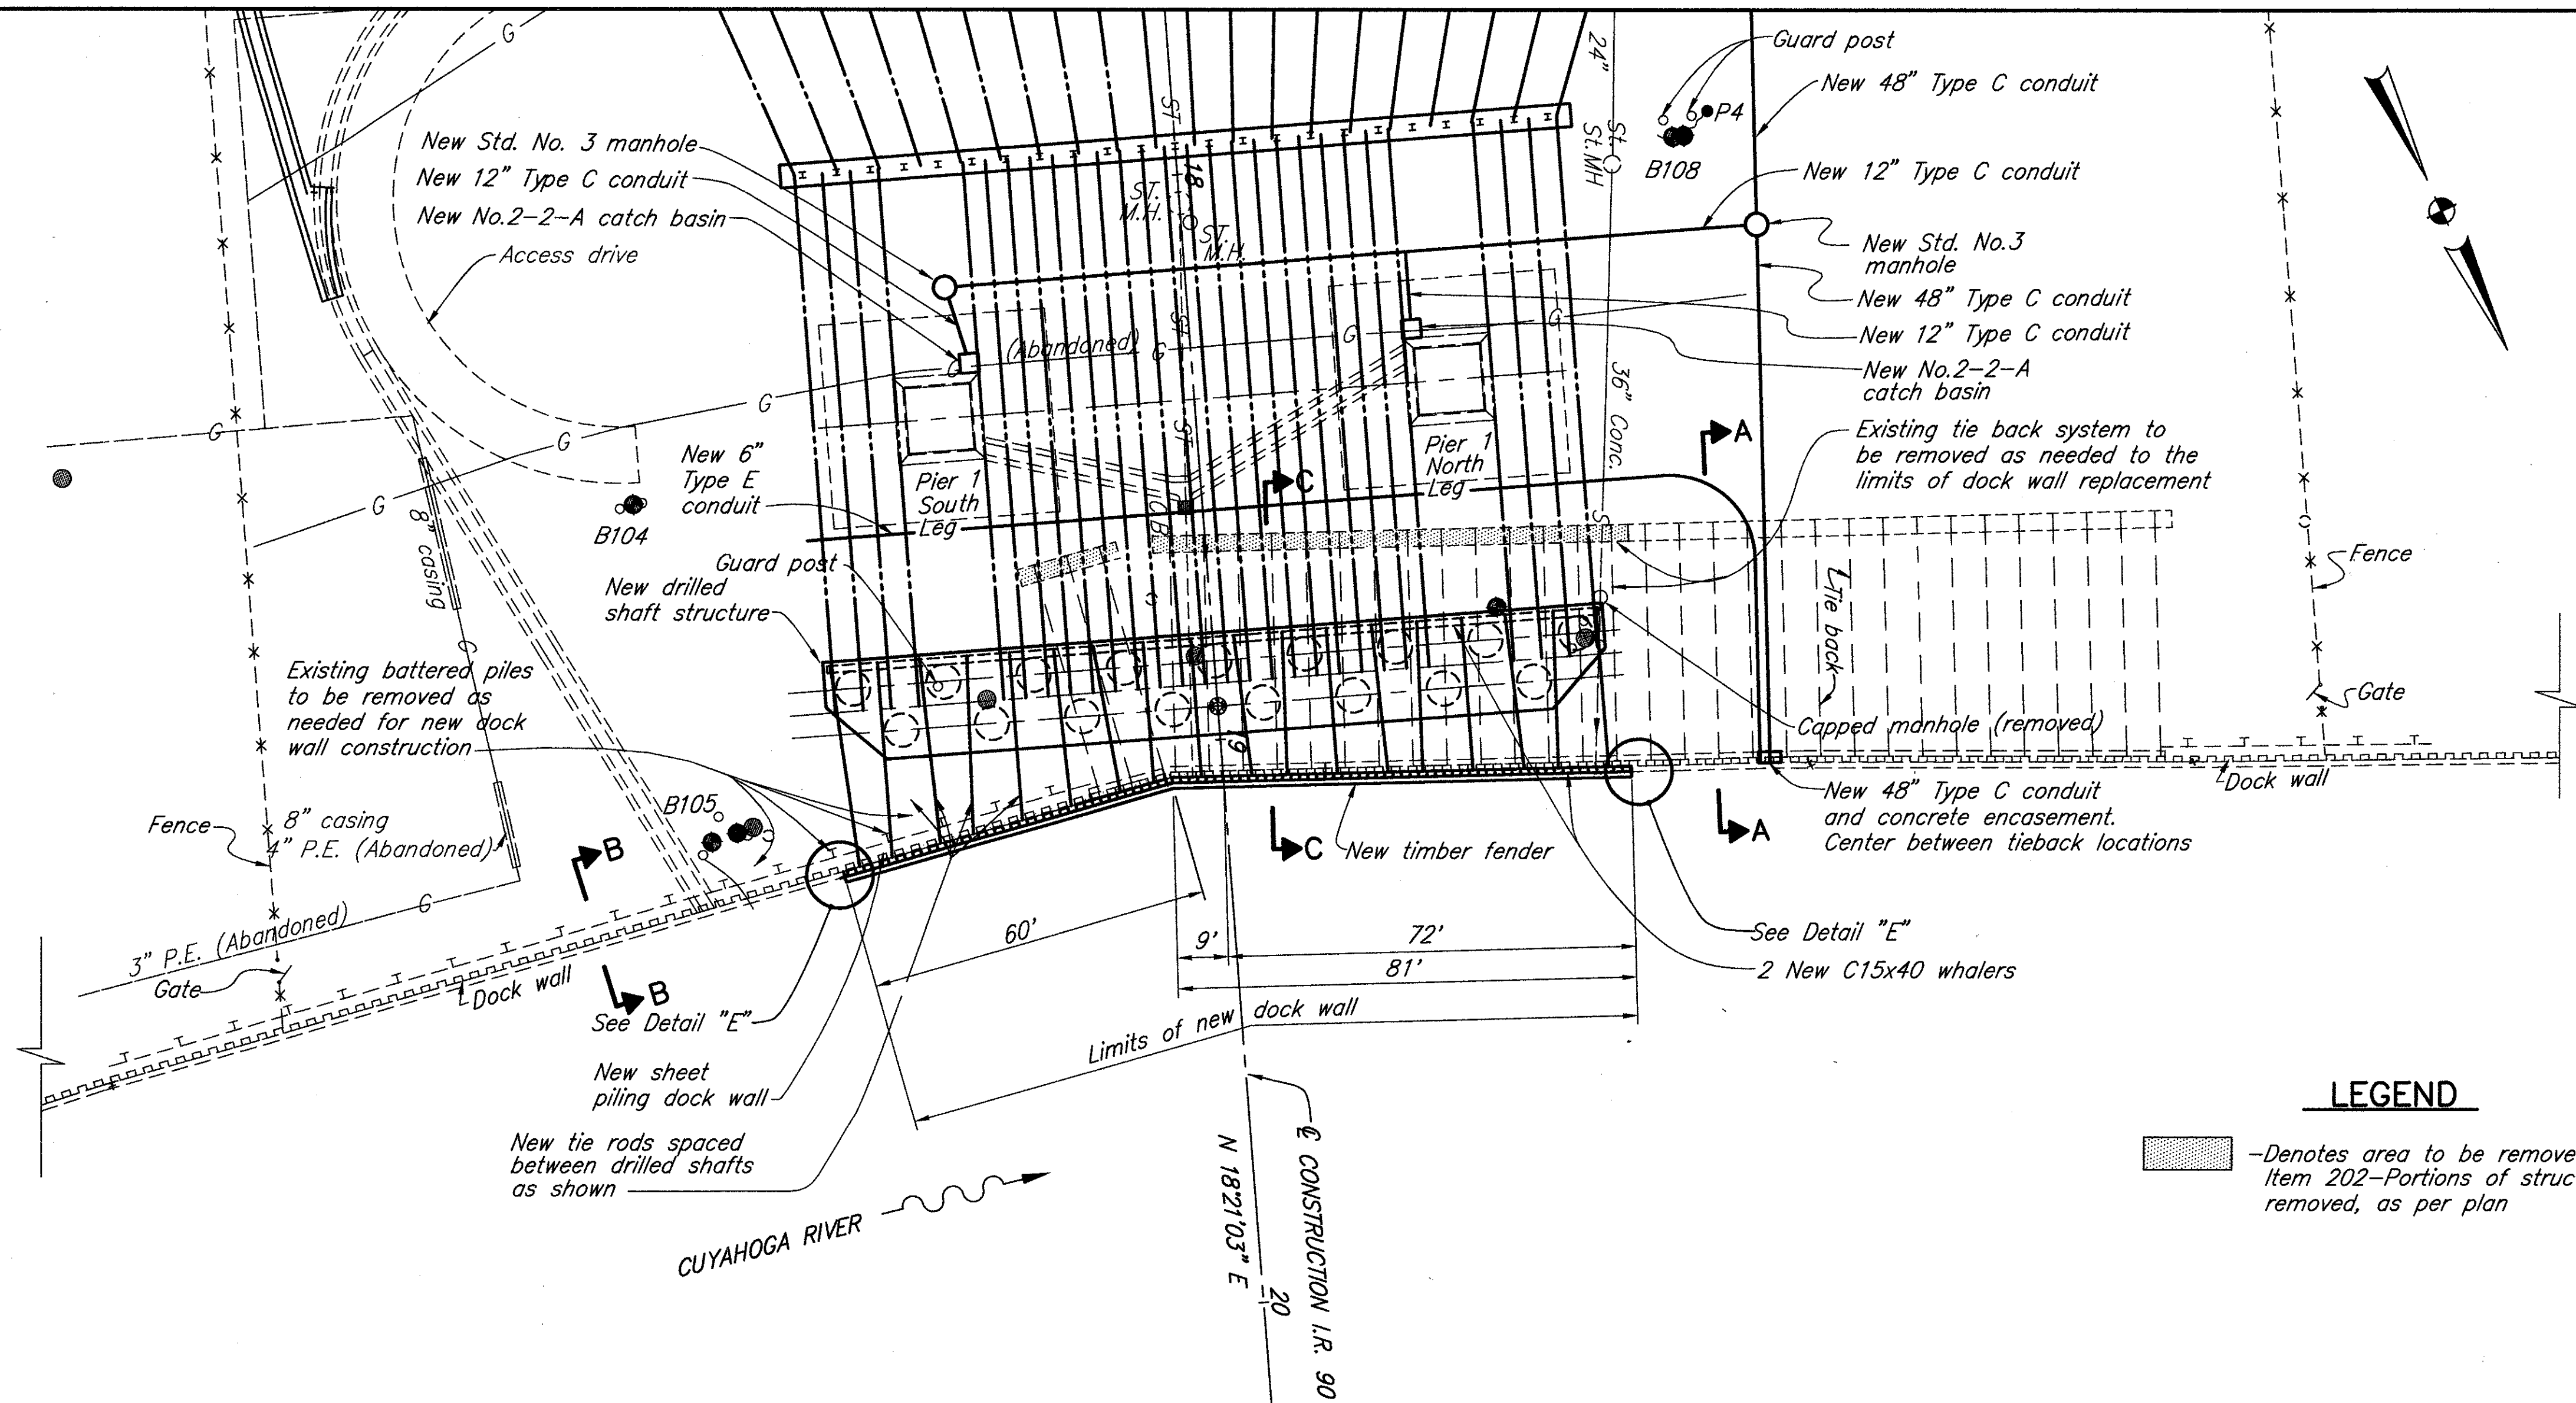 G
Guard post
New 48" Type C conduit
P4
B108
24"
St.
St.MH
ST
New Std. No. 3 manhole
New 12" Type C conduit
New No.2-2-A catch basin
Access drive
18
ST.
M.H.
ST.
M.H.
New 12" Type C conduit
New Std. No.3
manhole
New 48" Type C conduit
New 12" Type C conduit
New No.2-2-A
catch basin
(Abandoned)
G
G
G
G
ST
ST
36" Conc.
G
G
G
G
Existing tie back system to
be removed as needed to the
limits of dock wall replacement
A
New 6"
Type E
conduit
Pier 1
South
Leg
Pier 1
North
Leg
C
CB
B104
8" casing
G
Guard post
New drilled
shaft structure
Fence
Tie back
Gate
Existing battered piles
to be removed as
needed for new dock
wall construction
19
Capped manhole (removed)
Dock wall
New 48" Type C conduit
and concrete encasement.
Center between tieback locations
A
B105
Fence
8" casing
4" P.E. (Abandoned)
B
C
New timber fender
G
3" P.E. (Abandoned)
Gate
Dock wall
B
60'
9'
72'
81'
See Detail "E"
2 New C15x40 whalers
See Detail "E"
Limits of new dock wall
New sheet
piling dock wall
New tie rods spaced
between drilled shafts
as shown
CUYAHOGA RIVER
N 18°21'03" E
20
℄ CONSTRUCTION I.R. 90
LEGEND
-Denotes area to be remove
Item 202-Portions of struc
removed, as per plan